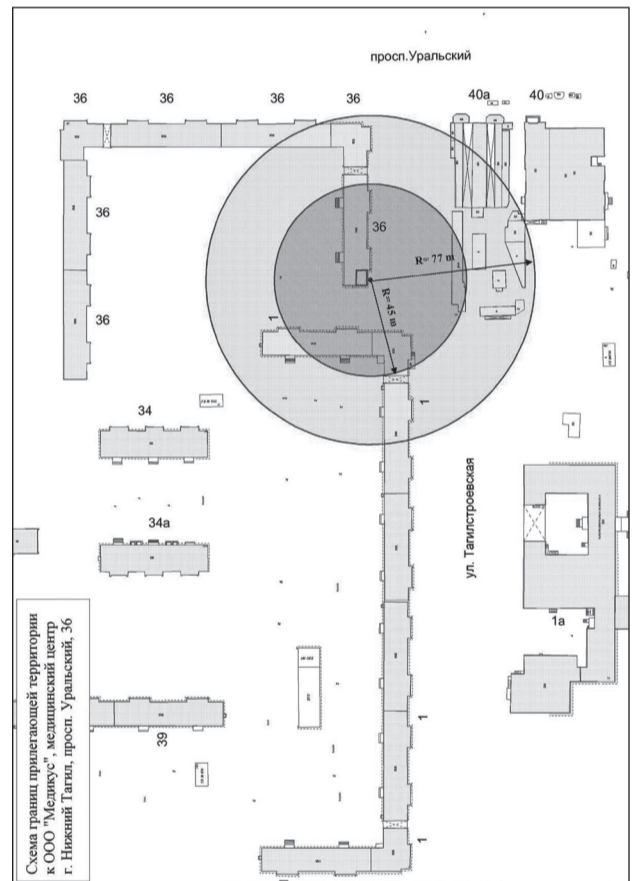 просп.Уральский
36
36
36
36
40а
40
36
36
R= 77 m
36
R= 45 m
1
1
34
34а
ул. Тагилстроевская
1а
39
1
1
Схема границ прилегающей территории
к ООО "Медикус", медицинский центр
г. Нижний Тагил, просп. Уральский, 36